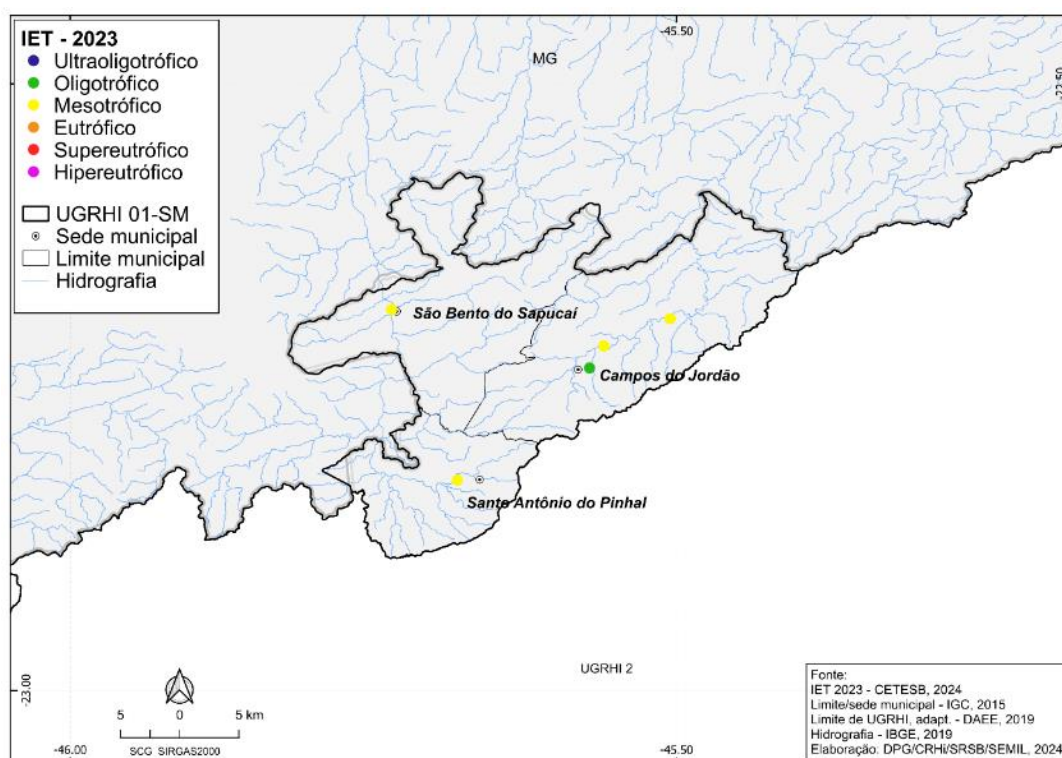 IET - 2023
Ultraoligotrófico
Oligotrófico
Mesotrófico
Eutrófico
Supereutrófico
Hipereutrófico
UGRHI 01-SM
Sede municipal
Limite municipal
Hidrografia
-45.50
MG
-22.50
São Bento do Sapucaí
Campos do Jordão
Santo Antônio do Pinhal
UGRHI 2
-23.00
5 0 5 km
SCG SIRGAS2000
-46.00
-45.50
Fonte:
IET 2023 - CETESB, 2024
Limite/sede municipal - IGC, 2015
Limite de UGRHI, adapt. - DAEE, 2019
Hidrografia - IBGE, 2019
Elaboração: DPG/CRHi/SRSB/SEMIL, 2024